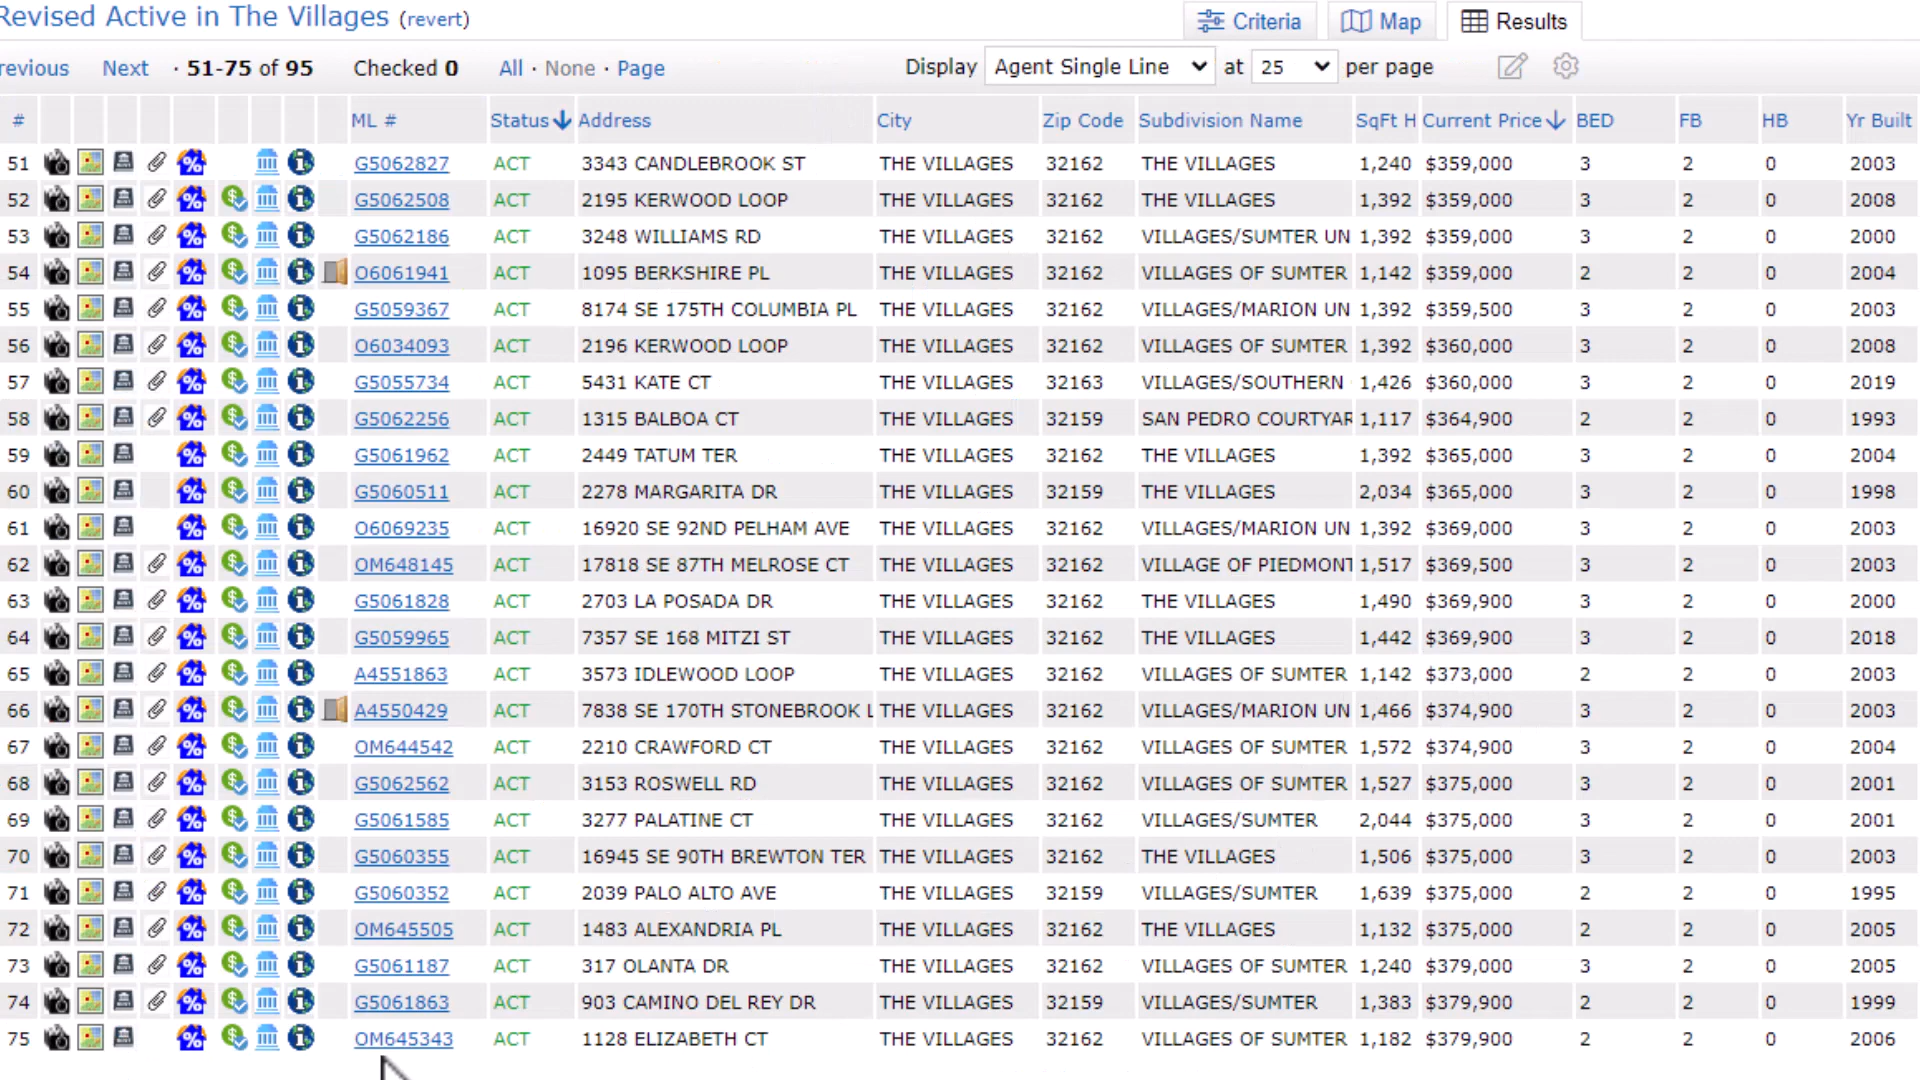 Revised Active in The Villages (revert)
Criteria Map Results
revious Next · 51-75 of 95 Checked 0 All · None · Page Display Agent Single Line at 25 per page
# ML # Status Address City Zip Code Subdivision Name SqFt H Current Price BED FB HB Yr Built
51 G5062827 ACT 3343 CANDLEBROOK ST THE VILLAGES 32162 THE VILLAGES 1,240 $359,000 3 2 0 2003
52 G5062508 ACT 2195 KERWOOD LOOP THE VILLAGES 32162 THE VILLAGES 1,392 $359,000 3 2 0 2008
53 G5062186 ACT 3248 WILLIAMS RD THE VILLAGES 32162 VILLAGES/SUMTER UN 1,392 $359,000 3 2 0 2000
54 O6061941 ACT 1095 BERKSHIRE PL THE VILLAGES 32162 VILLAGES OF SUMTER 1,142 $359,000 2 2 0 2004
55 G5059367 ACT 8174 SE 175TH COLUMBIA PL THE VILLAGES 32162 VILLAGES/MARION UN 1,392 $359,500 3 2 0 2003
56 O6034093 ACT 2196 KERWOOD LOOP THE VILLAGES 32162 VILLAGES OF SUMTER 1,392 $360,000 3 2 0 2008
57 G5055734 ACT 5431 KATE CT THE VILLAGES 32163 VILLAGES/SOUTHERN 1,426 $360,000 3 2 0 2019
58 G5062256 ACT 1315 BALBOA CT THE VILLAGES 32159 SAN PEDRO COURTYAR 1,117 $364,900 2 2 0 1993
59 G5061962 ACT 2449 TATUM TER THE VILLAGES 32162 THE VILLAGES 1,392 $365,000 3 2 0 2004
60 G5060511 ACT 2278 MARGARITA DR THE VILLAGES 32159 THE VILLAGES 2,034 $365,000 3 2 0 1998
61 O6069235 ACT 16920 SE 92ND PELHAM AVE THE VILLAGES 32162 VILLAGES/MARION UN 1,392 $369,000 3 2 0 2003
62 OM648145 ACT 17818 SE 87TH MELROSE CT THE VILLAGES 32162 VILLAGE OF PIEDMONT 1,517 $369,500 3 2 0 2003
63 G5061828 ACT 2703 LA POSADA DR THE VILLAGES 32162 THE VILLAGES 1,490 $369,900 3 2 0 2000
64 G5059965 ACT 7357 SE 168 MITZI ST THE VILLAGES 32162 THE VILLAGES 1,442 $369,900 3 2 0 2018
65 A4551863 ACT 3573 IDLEWOOD LOOP THE VILLAGES 32162 VILLAGES OF SUMTER 1,142 $373,000 2 2 0 2003
66 A4550429 ACT 7838 SE 170TH STONEBROOK L THE VILLAGES 32162 VILLAGES/MARION UN 1,466 $374,900 3 2 0 2003
67 OM644542 ACT 2210 CRAWFORD CT THE VILLAGES 32162 VILLAGES OF SUMTER 1,572 $374,900 3 2 0 2004
68 G5062562 ACT 3153 ROSWELL RD THE VILLAGES 32162 VILLAGES OF SUMTER 1,527 $375,000 3 2 0 2001
69 G5061585 ACT 3277 PALATINE CT THE VILLAGES 32162 VILLAGES/SUMTER 2,044 $375,000 3 2 0 2001
70 G5060355 ACT 16945 SE 90TH BREWTON TER THE VILLAGES 32162 THE VILLAGES 1,506 $375,000 3 2 0 2003
71 G5060352 ACT 2039 PALO ALTO AVE THE VILLAGES 32159 VILLAGES/SUMTER 1,639 $375,000 2 2 0 1995
72 OM645505 ACT 1483 ALEXANDRIA PL THE VILLAGES 32162 THE VILLAGES 1,132 $375,000 2 2 0 2005
73 G5061187 ACT 317 OLANTA DR THE VILLAGES 32162 VILLAGES OF SUMTER 1,240 $379,000 3 2 0 2005
74 G5061863 ACT 903 CAMINO DEL REY DR THE VILLAGES 32159 VILLAGES/SUMTER 1,383 $379,900 2 2 0 1999
75 OM645343 ACT 1128 ELIZABETH CT THE VILLAGES 32162 VILLAGES OF SUMTER 1,182 $379,900 2 2 0 2006